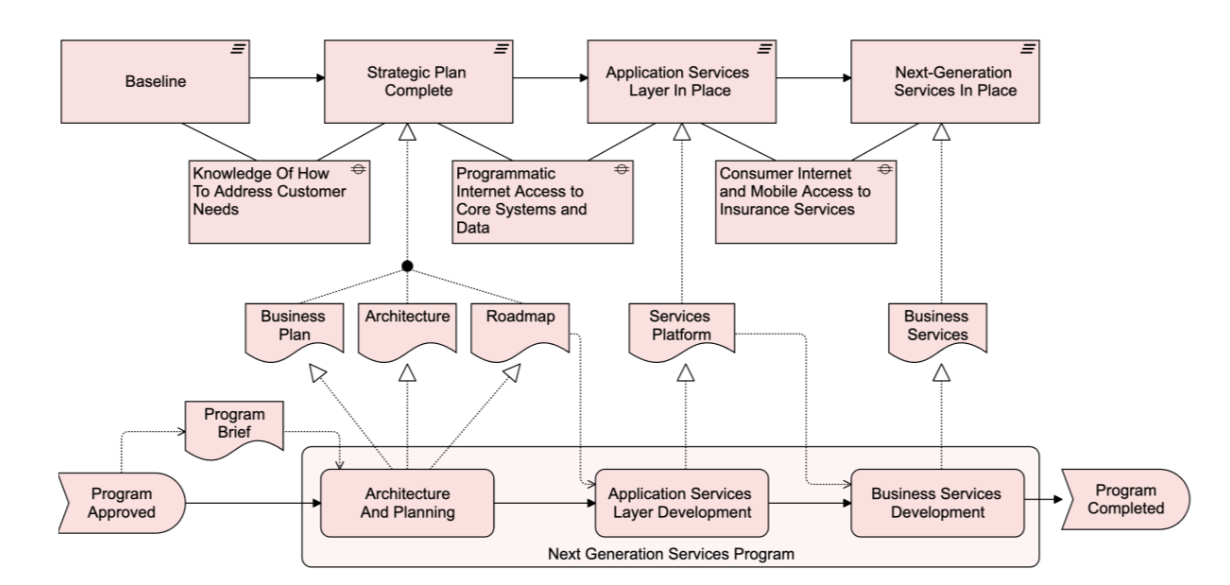 Baseline
Strategic Plan
Complete
Application Services
Layer In Place
Next-Generation
Services In Place
Knowledge Of How
To Address Customer
Needs
Programmatic
Internet Access to
Core Systems and
Data
Consumer Internet
and Mobile Access to
Insurance Services
Business
Plan
Architecture
Roadmap
Services
Platform
Business
Services
Program
Brief
Program
Approved
Architecture
And Planning
Application Services
Layer Development
Business Services
Development
Program
Completed
Next Generation Services Program